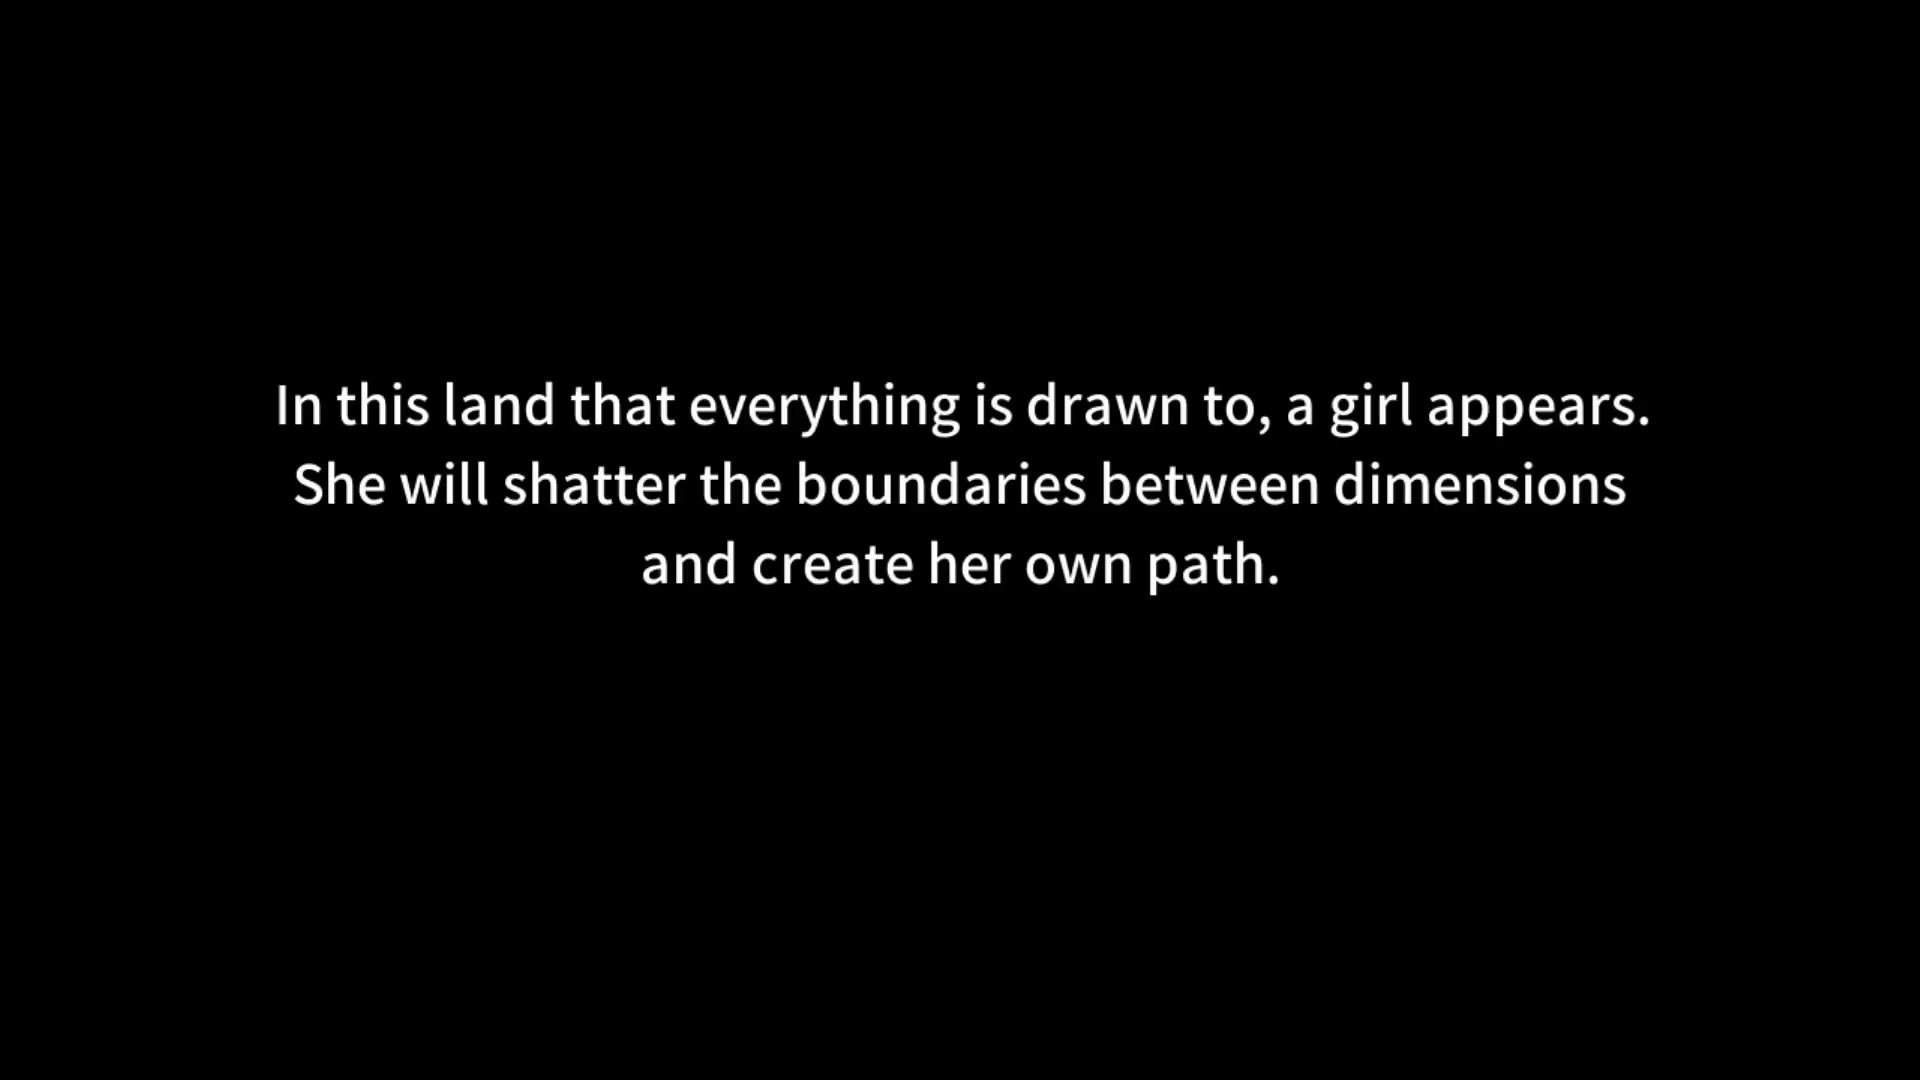 In this land that everything is drawn to, a girl appears.
She will shatter the boundaries between dimensions
and create her own path.